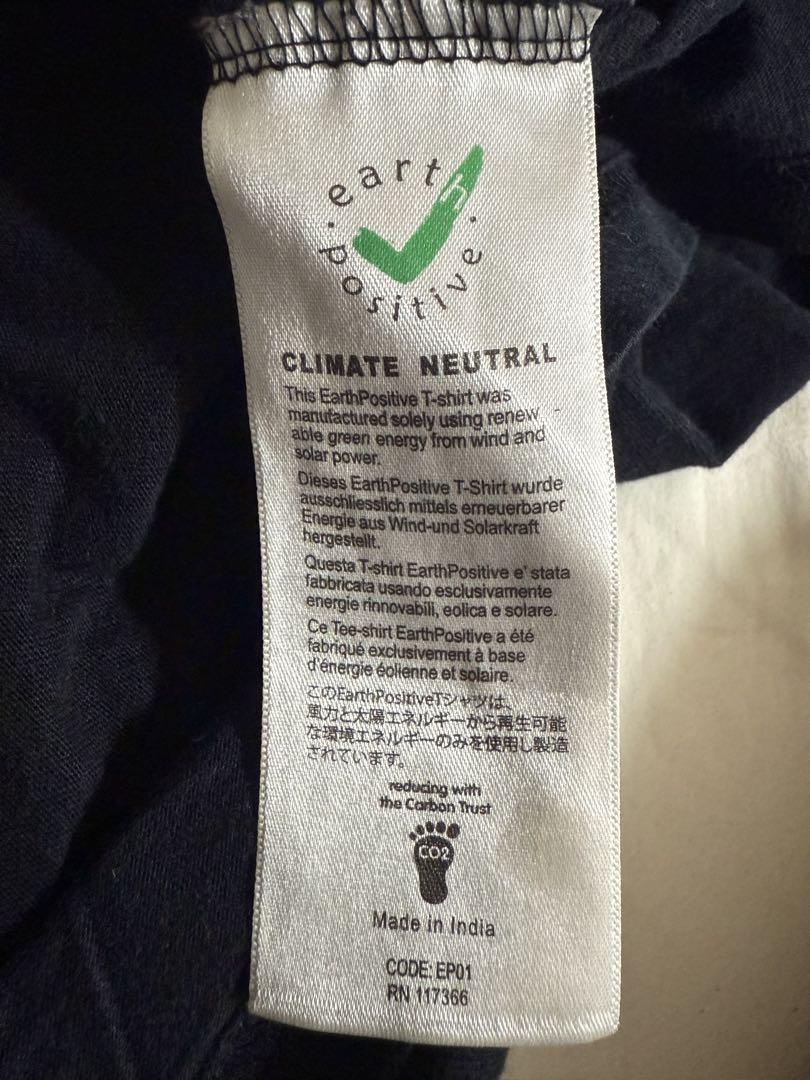 earth
positive
CLIMATE NEUTRAL
This EarthPositive T-shirt was
manufactured solely using renew -
able green energy from wind and
solar power.
Dieses EarthPositive T-Shirt wurde
ausschliesslich mittels erneuerbarer
Energie aus Wind-und Solarkraft
hergestellt.
Questa T-shirt EarthPositive e' stata
fabbricata usando esclusivamente
energie rinnovabili, eolica e solare.
Ce Tee-shirt EarthPositive a été
fabriqué exclusivement à base
d'énergie éolienne et solaire.
このEarthPositiveTシャツは、
風力と太陽エネルギーから再生可能
な環境エネルギーのみを使用し製造
されています。
reducing with
the Carbon Trust
CO2
Made in India
CODE: EP01
RN 117366